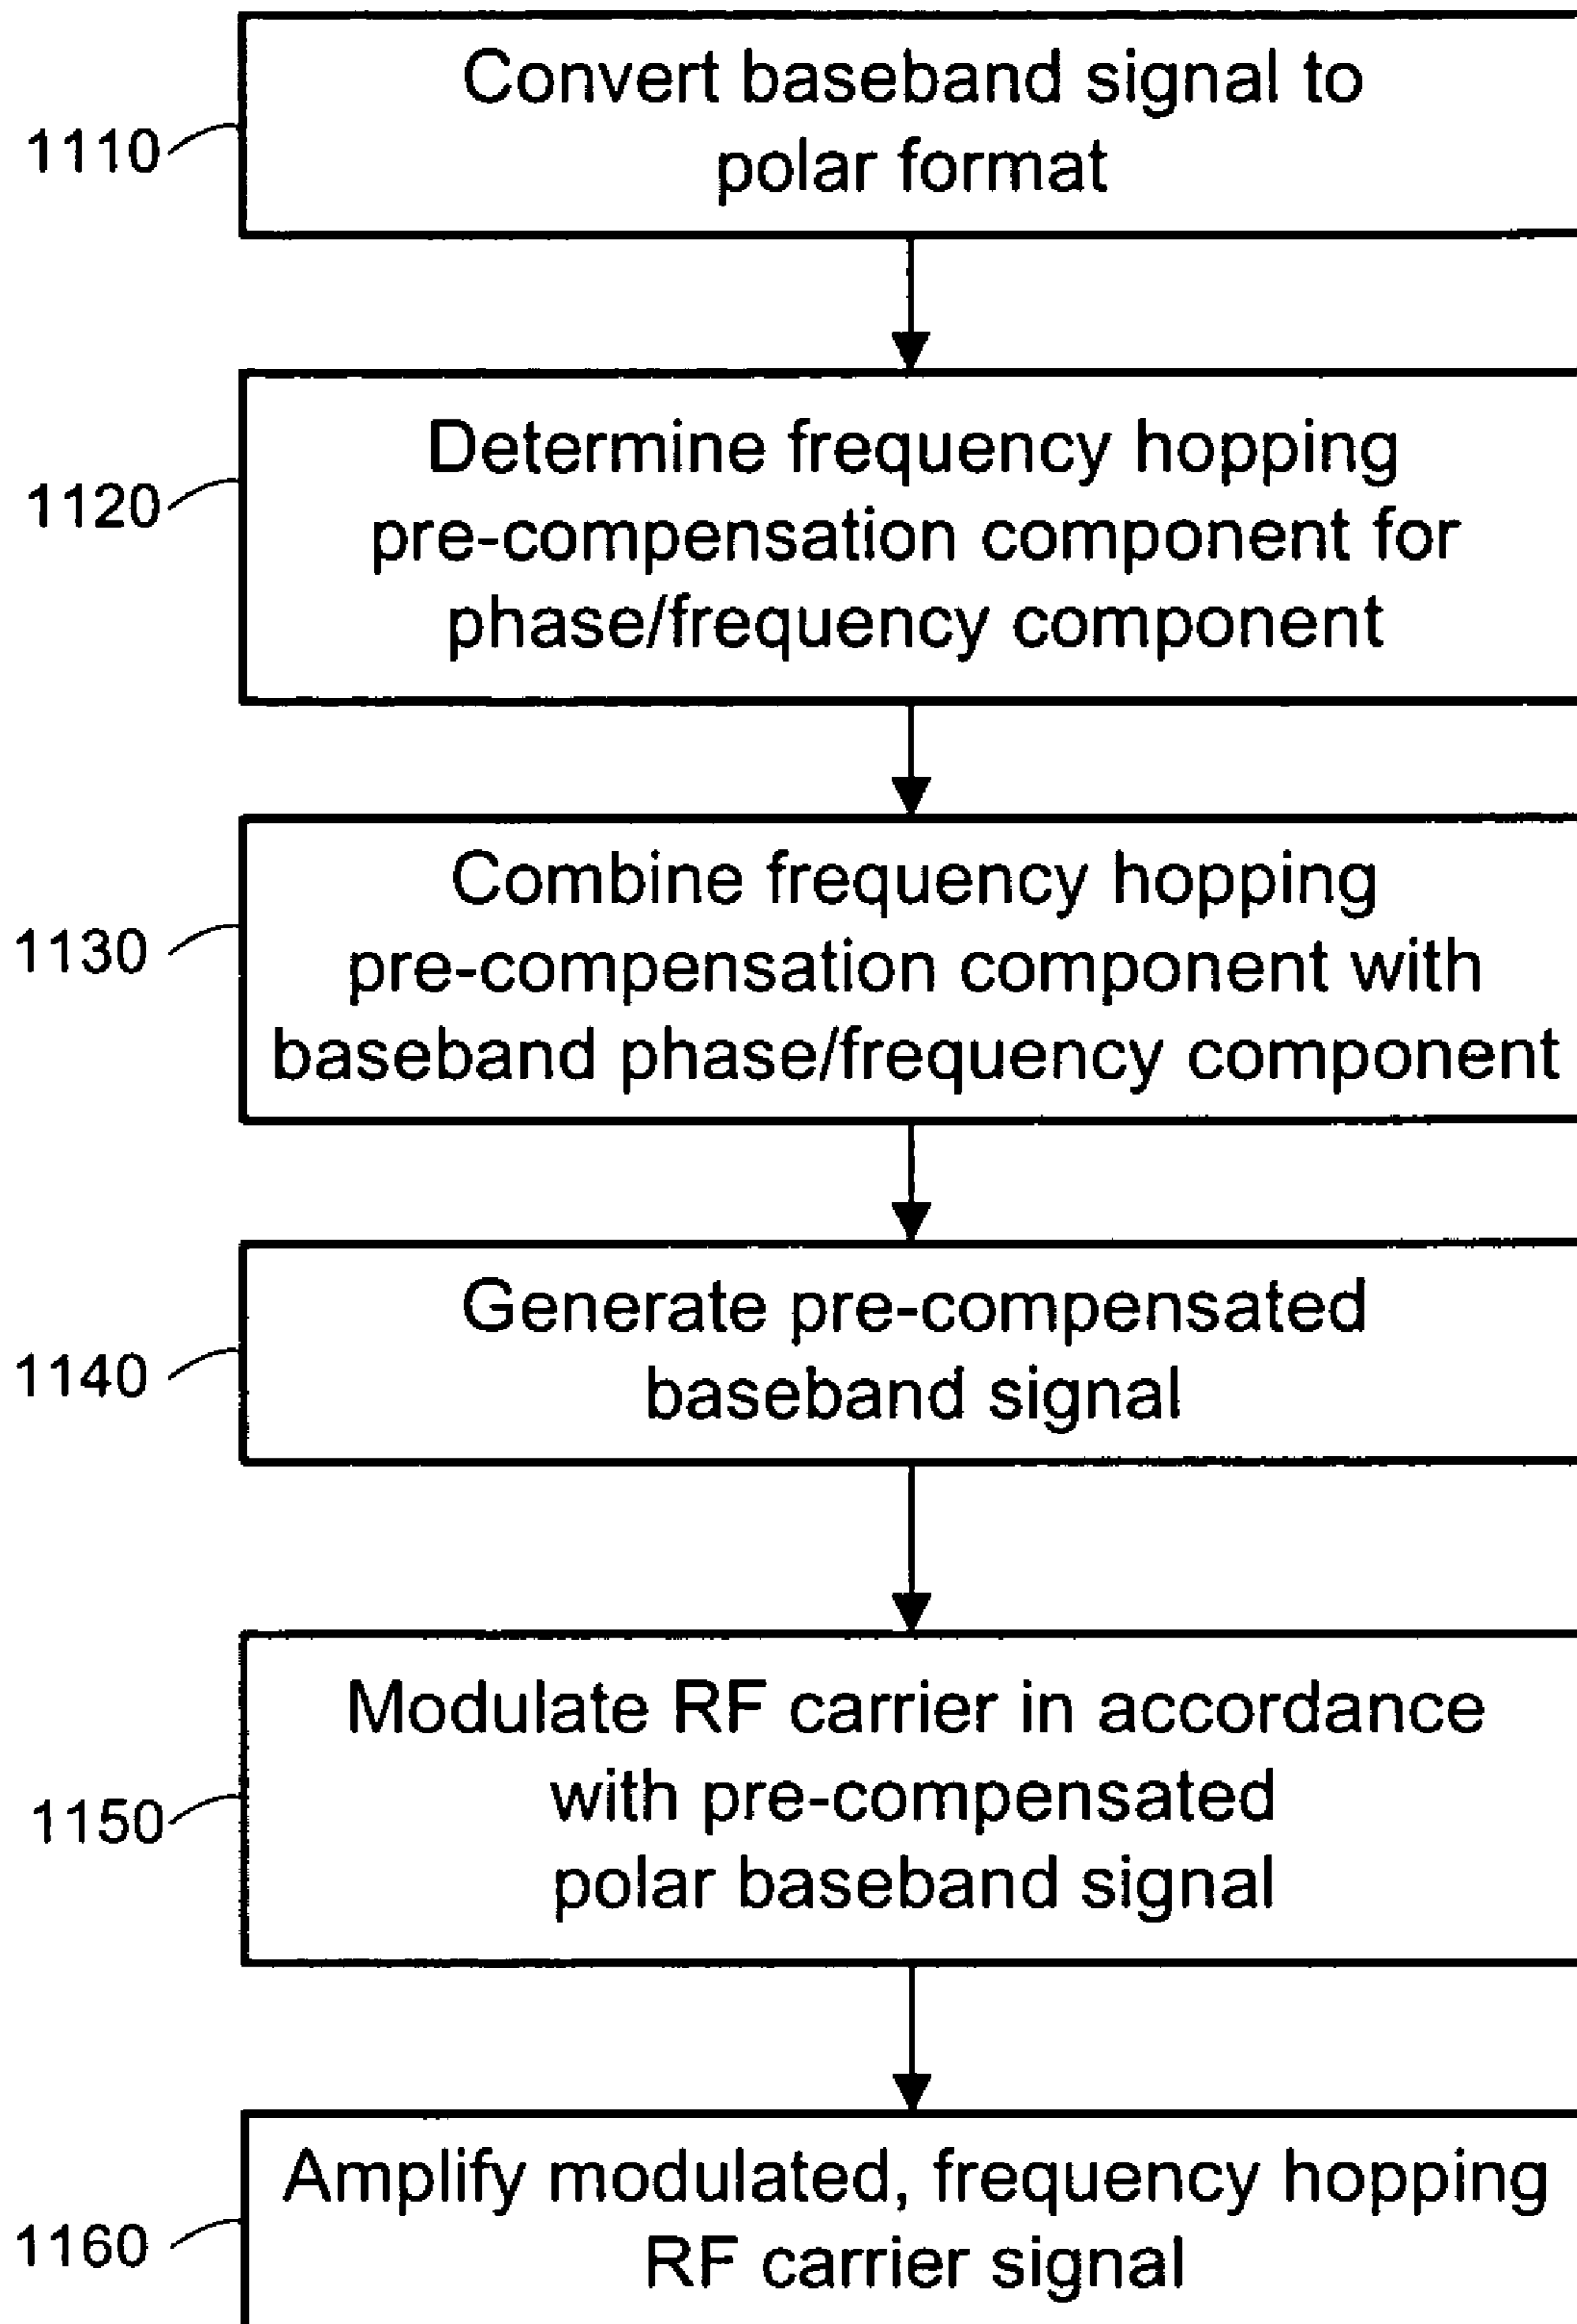 1110
Convert baseband signal to
polar format
1120
Determine frequency hopping
pre-compensation component for
phase/frequency component
1130
Combine frequency hopping
pre-compensation component with
baseband phase/frequency component
1140
Generate pre-compensated
baseband signal
1150
Modulate RF carrier in accordance
with pre-compensated
polar baseband signal
1160
Amplify modulated, frequency hopping
RF carrier signal